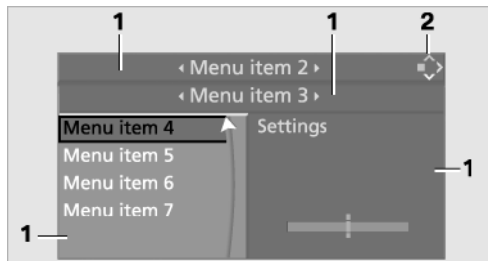 1 1 2
‹ Menu item 2 ›
‹ Menu item 3 ›
Menu item 4 Settings
Menu item 5
Menu item 6
1
Menu item 7
1